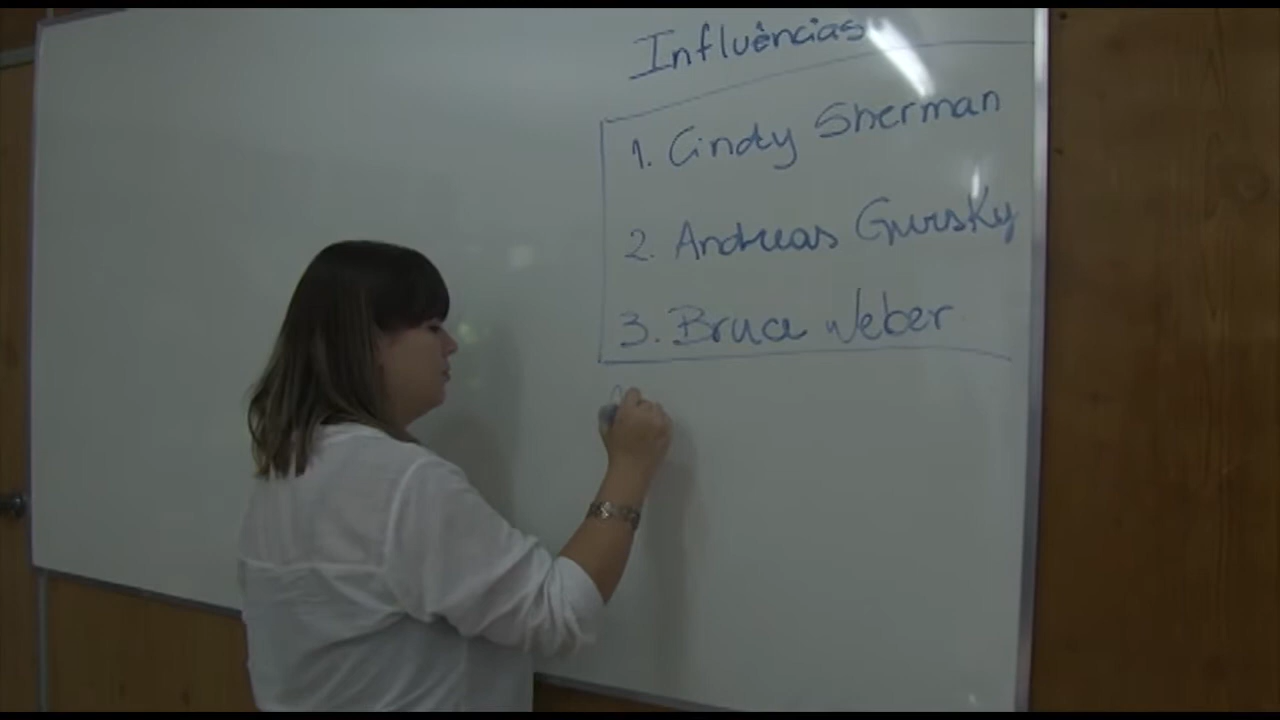 Influências
1. Cindy Sherman
2. Andreas Gursky
3. Bruce Weber